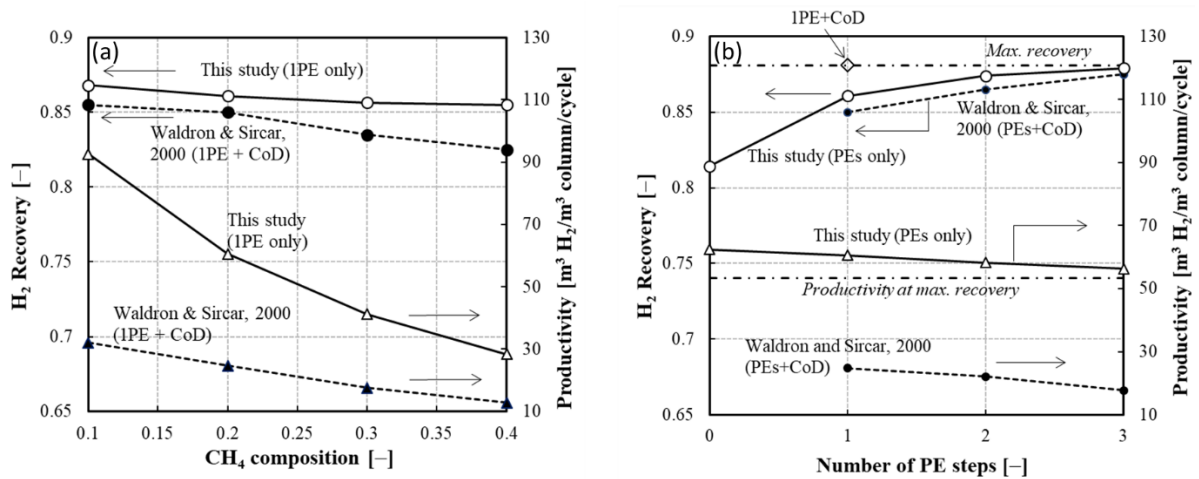 (a)
0.9
0.85
0.8
0.75
0.7
0.65
H₂ Recovery [–]
This study (1PE only)
Waldron & Sircar,
2000 (1PE + CoD)
This study
(1PE only)
Waldron & Sircar, 2000
(1PE + CoD)
130
110
90
70
50
30
10
Productivity [m³ H₂/m³ column/cycle]
0.1 0.15 0.2 0.25 0.3 0.35 0.4
CH₄ composition [–]
(b)
1PE+CoD
0.9
0.85
0.8
0.75
0.7
0.65
H₂ Recovery [–]
Max. recovery
Waldron & Sircar,
2000 (PEs+CoD)
This study (PEs only)
This study (PEs only)
Productivity at max. recovery
Waldron and Sircar, 2000
(PEs+CoD)
130
110
90
70
50
30
10
Productivity [m³ H₂/m³ column/cycle]
0 1 2 3
Number of PE steps [–]